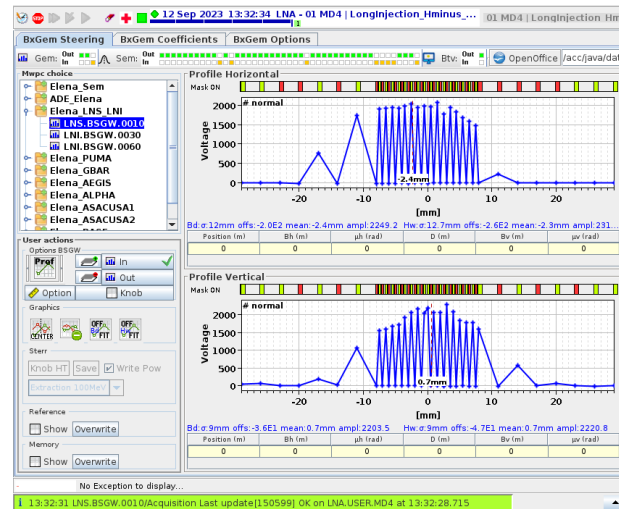 12 Sep 2023 13:32:34 LNA - 01 MD4 | LongInjection_Hminus_...
1
01 MD4 | LongInjection_Hm
BxGem Steering BxGem Coefficients BxGem Options
Gem: Out In Sem: Out In Btv: Out In OpenOffice /acc/java/dat
Mwpc choice
Elena_Sem
ADE_Elena
Elena_LNS_LNI
LNS.BSGW.0010
LNI.BSGW.0030
LNI.BSGW.0060
Elena_PUMA
Elena_GBAR
Elena_AEGIS
Elena_ALPHA
Elena_ASACUSA1
Elena_ASACUSA2
User actions
Options BSGW
Prof
In
Out
Option
Knob
Graphics
CENTER
OFF Bd FIT
OFF Hw FIT
Sterr
Knob HT Save Write Pow
Extraction 100MeV
Reference
Show Overwrite
Memory
Show Overwrite
Profile Horizontal
Mask ON
# normal
Voltage
2000
1500
1000
500
0
-2.4mm
-20 -10 0 10 20
[mm]
Bd:σ:12mm offs:-2.0E2 mean:-2.4mm ampl:2249.2 Hw:σ:12.7mm offs:-2.6E2 mean:-2.3mm ampl:231...
Position (m) Bh (m) μh (rad) D (m) Bv (m) μv (rad)
0 0 0 0 0 0
Profile Vertical
Mask ON
# normal
Voltage
2000
1500
1000
500
0
0.7mm
-20 -10 0 10 20
[mm]
Bd:σ:9mm offs:-3.6E1 mean:0.7mm ampl:2203.5 Hw:σ:9mm offs:-4.7E1 mean:0.7mm ampl:2220.8
Position (m) Bh (m) μh (rad) D (m) Bv (m) μv (rad)
0 0 0 0 0 0
- No Exception to display...
13:32:31 LNS.BSGW.0010/Acquisition Last update[150599] OK on LNA.USER.MD4 at 13:32:28.715